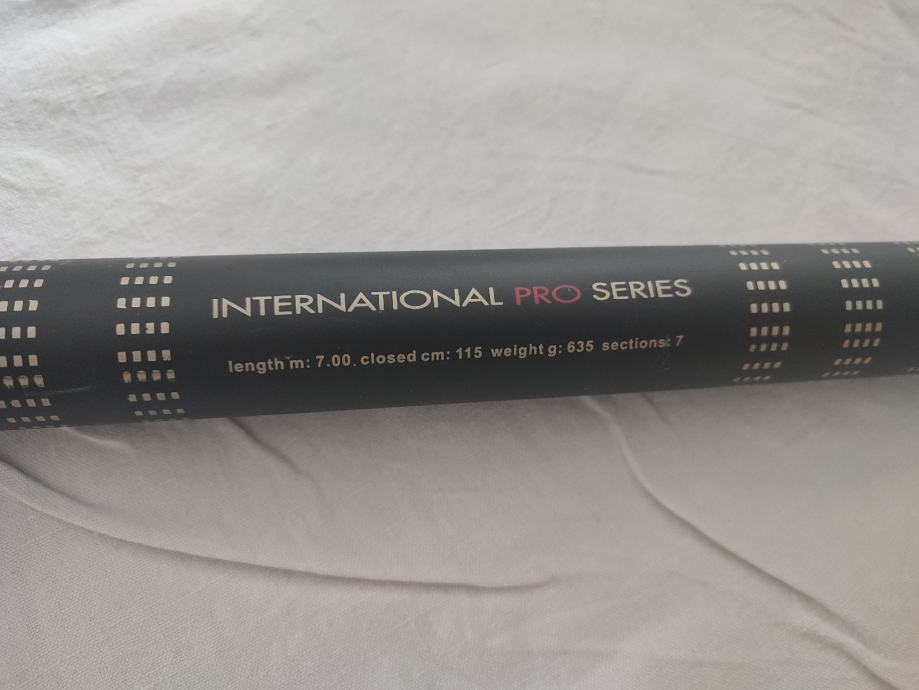 INTERNATIONAL PRO SERIES
length m: 7.00. closed cm: 115 weight g: 635 sections: 7